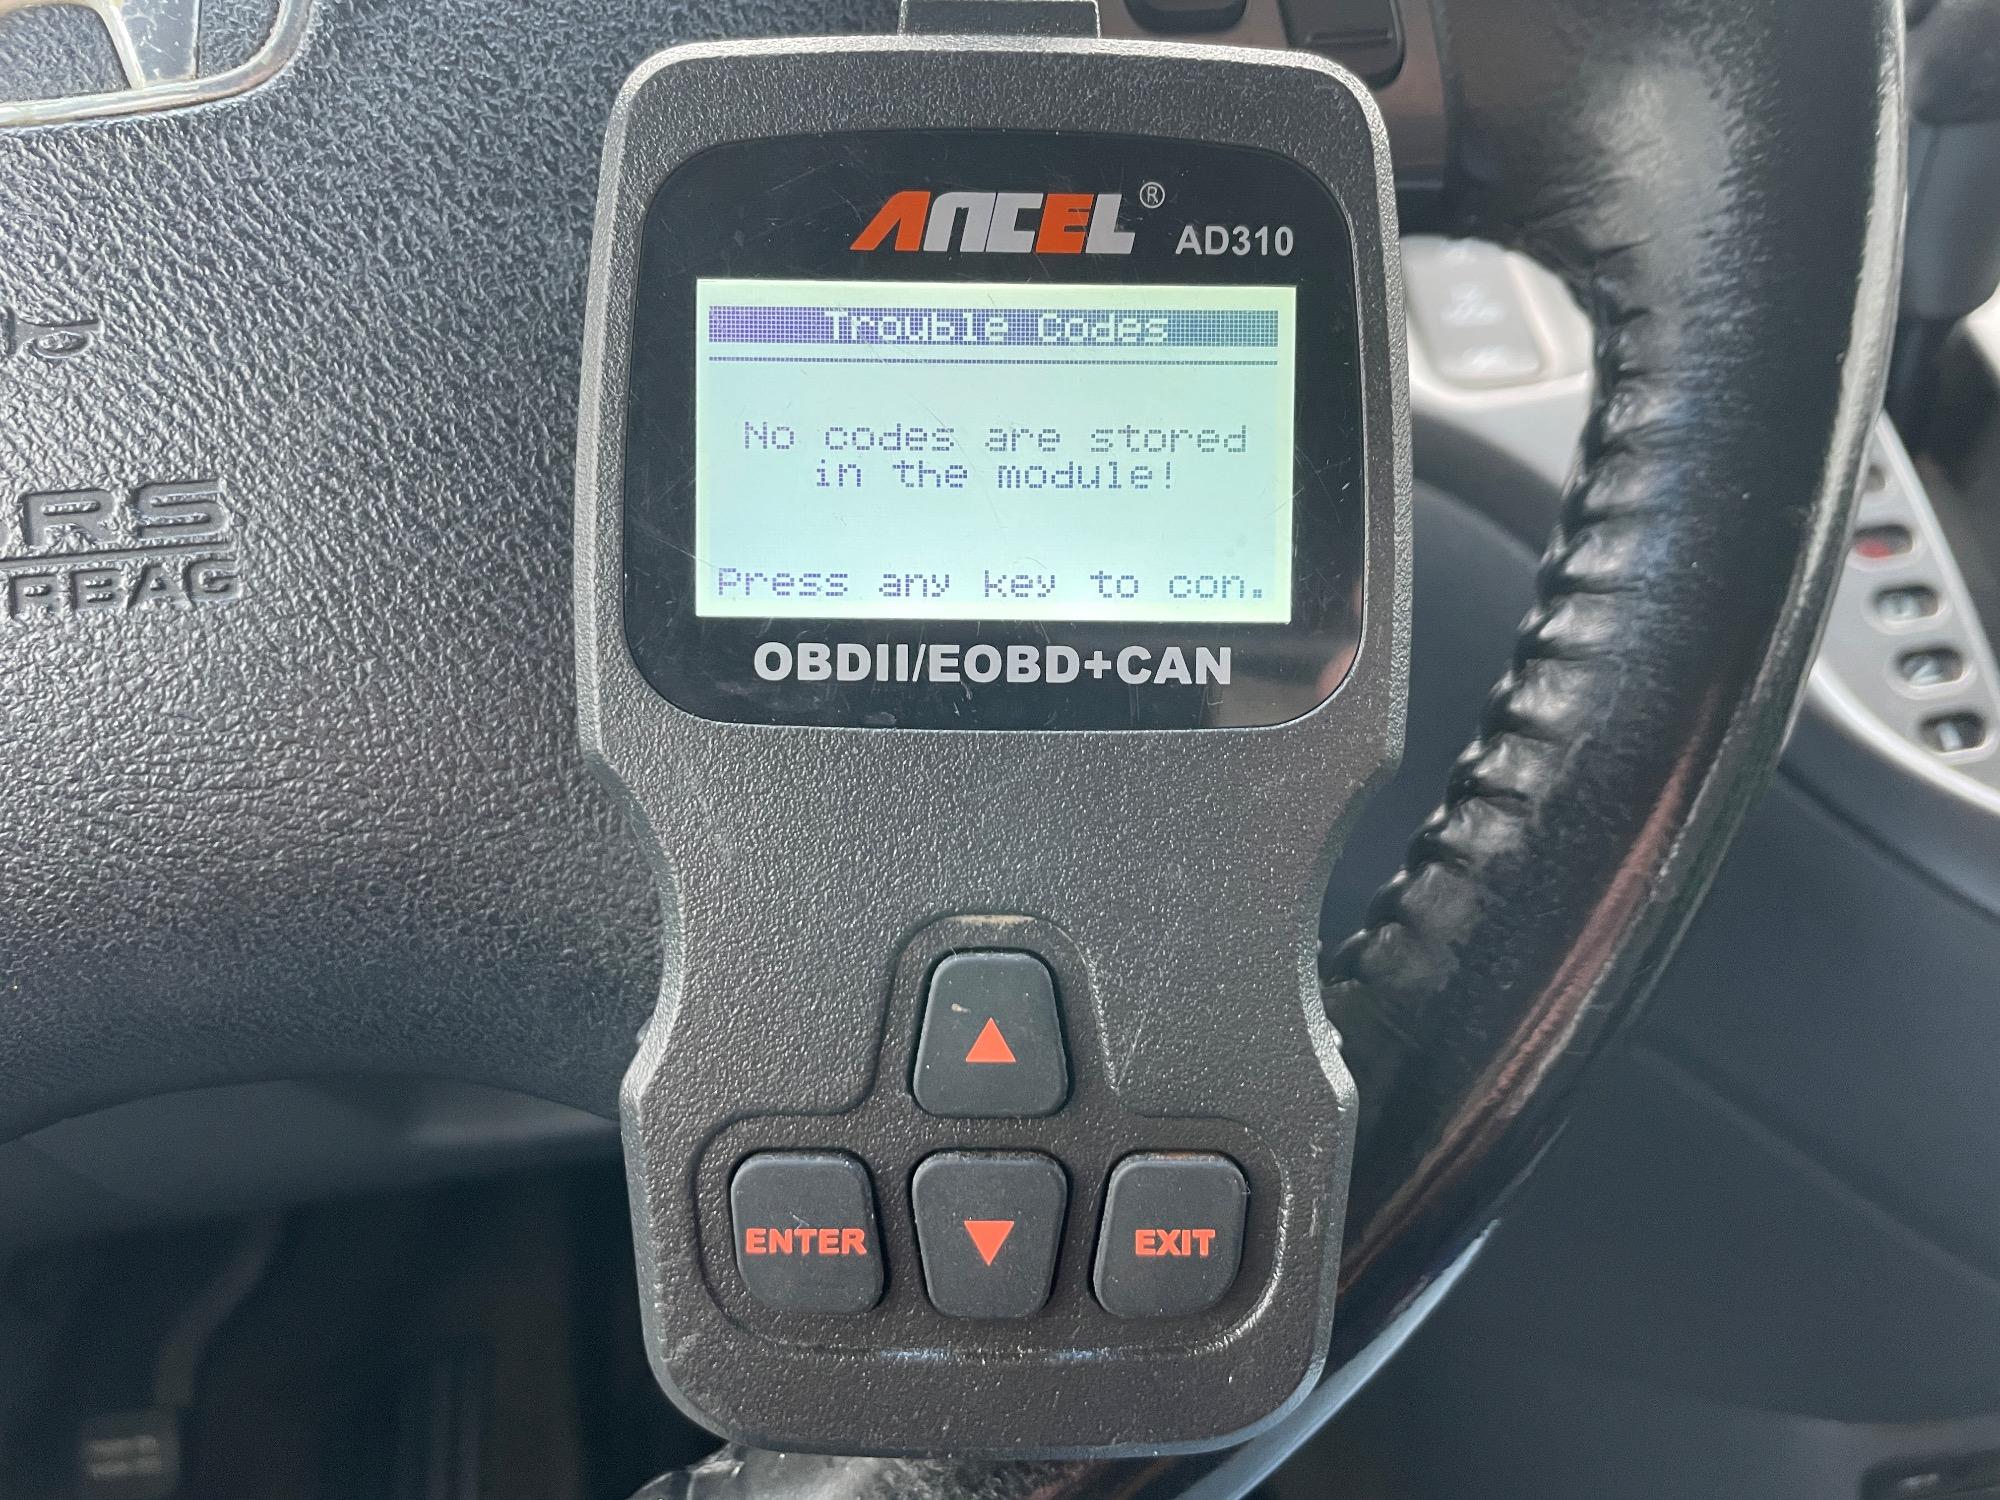 ANCEL®
AD310
Trouble Codes
No codes are stored
in the module!
Press any key to con.
OBDII/EOBD+CAN
RS
RBAG
ENTER
EXIT